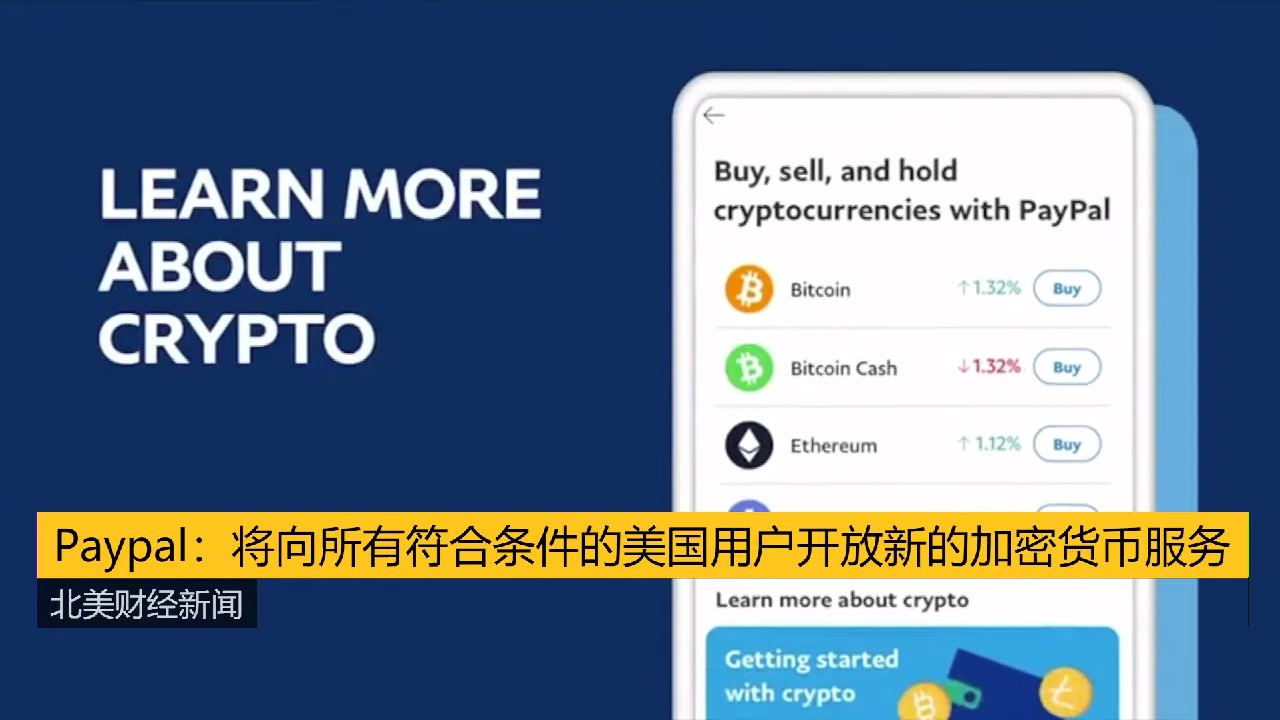 LEARN MORE
ABOUT
CRYPTO
Buy, sell, and hold
cryptocurrencies with PayPal
Bitcoin ↑1.32% Buy
Bitcoin Cash ↓1.32% Buy
Ethereum ↑1.12% Buy
Paypal：将向所有符合条件的美国用户开放新的加密货币服务
北美财经新闻
Learn more about crypto
Getting started
with crypto